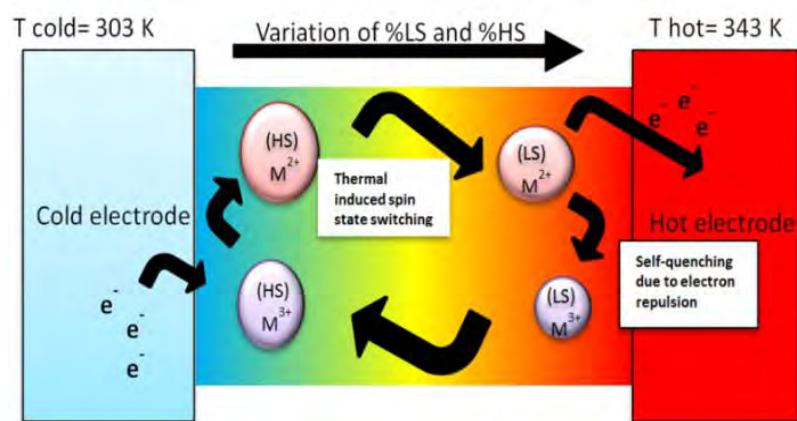 T cold= 303 K
Variation of %LS and %HS
T hot= 343 K
e-
e-
e-
(HS)
M2+
(LS)
M2+
Thermal
induced spin
state switching
Cold electrode
Hot electrode
Self-quenching
due to electron
repulsion
(HS)
M3+
(LS)
M3+
e-
e-
e-